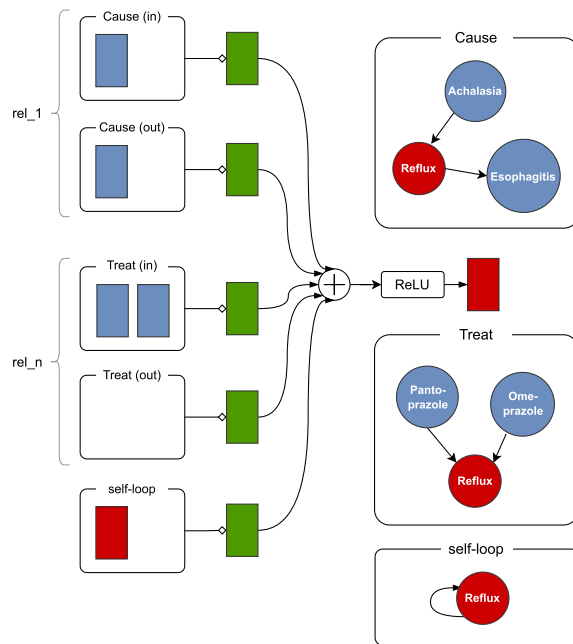 Cause (in)
rel_1
Cause (out)
Treat (in)
rel_n
Treat (out)
self-loop
ReLU
Cause
Achalasia
Reflux
Esophagitis
Treat
Panto-
prazole
Ome-
prazole
Reflux
self-loop
Reflux